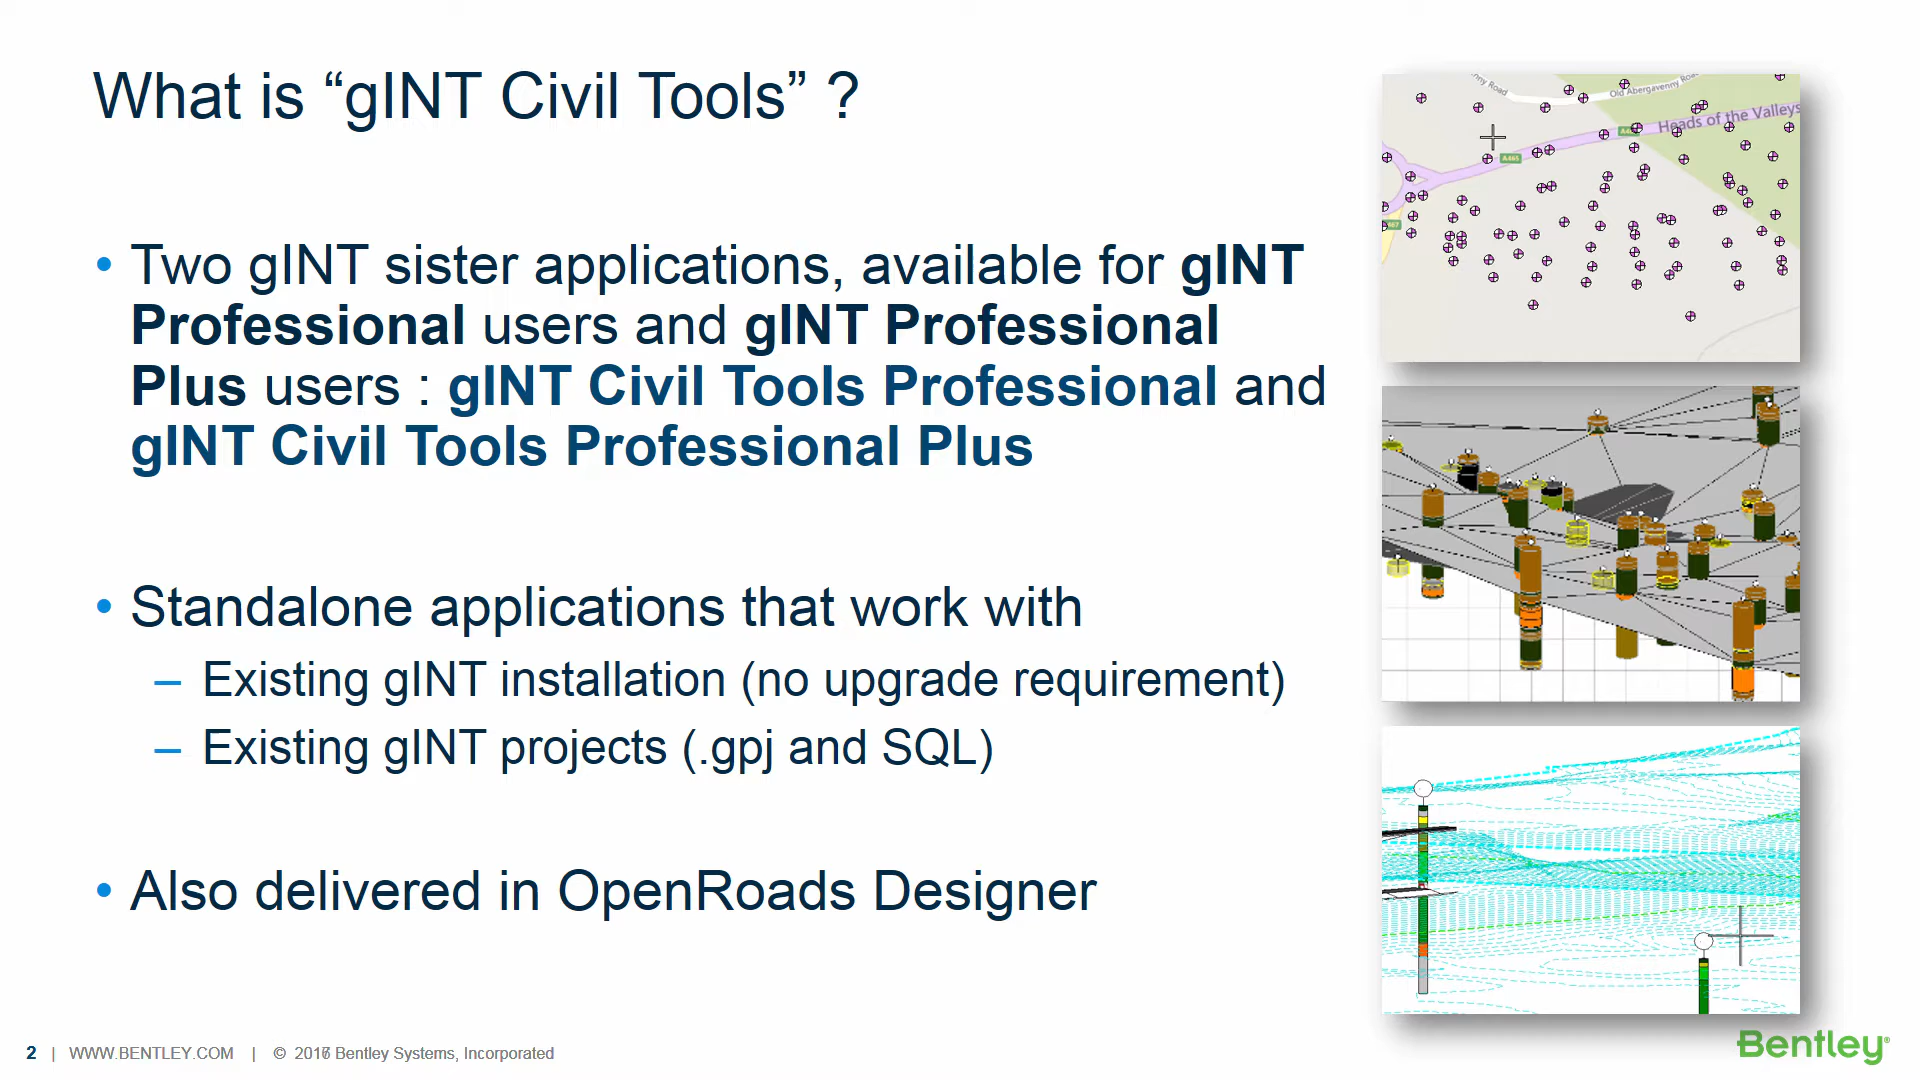 What is “gINT Civil Tools” ?
• Two gINT sister applications, available for gINT
Professional users and gINT Professional
Plus users : gINT Civil Tools Professional and
gINT Civil Tools Professional Plus
• Standalone applications that work with
– Existing gINT installation (no upgrade requirement)
– Existing gINT projects (.gpj and SQL)
• Also delivered in OpenRoads Designer
Road
Old Abergavenny
Heads of the Valleys
A465
2 | WWW.BENTLEY.COM | © Bentley Systems, Incorporated
Bentley®